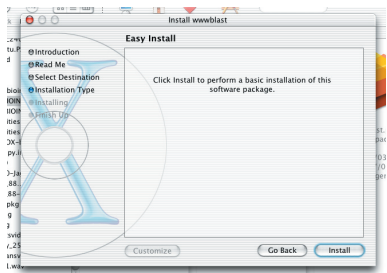 Install wwwblast
Easy Install
Introduction
Read Me
Select Destination
Installation Type
Installing
Finish Up
Click Install to perform a basic installation of this
software package.
Customize
Go Back
Install